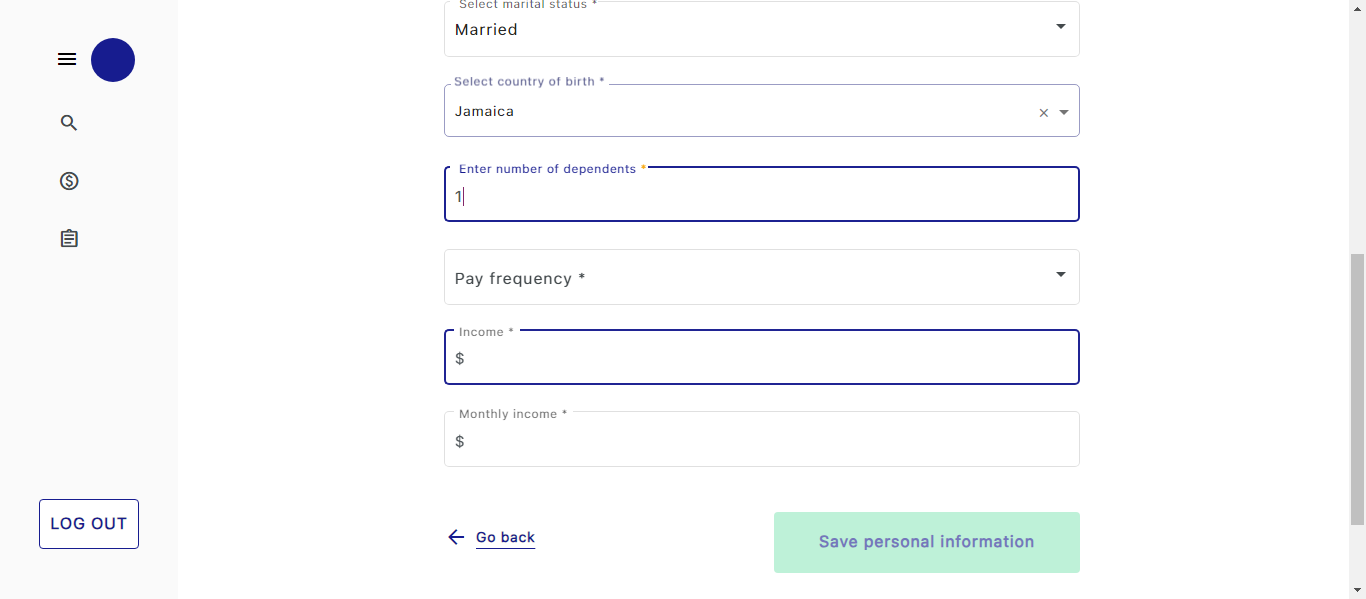 Select marital status *
Married
Select country of birth *
Jamaica
Enter number of dependents *
1
Pay frequency *
Income *
$
Monthly income *
$
LOG OUT
Go back
Save personal information